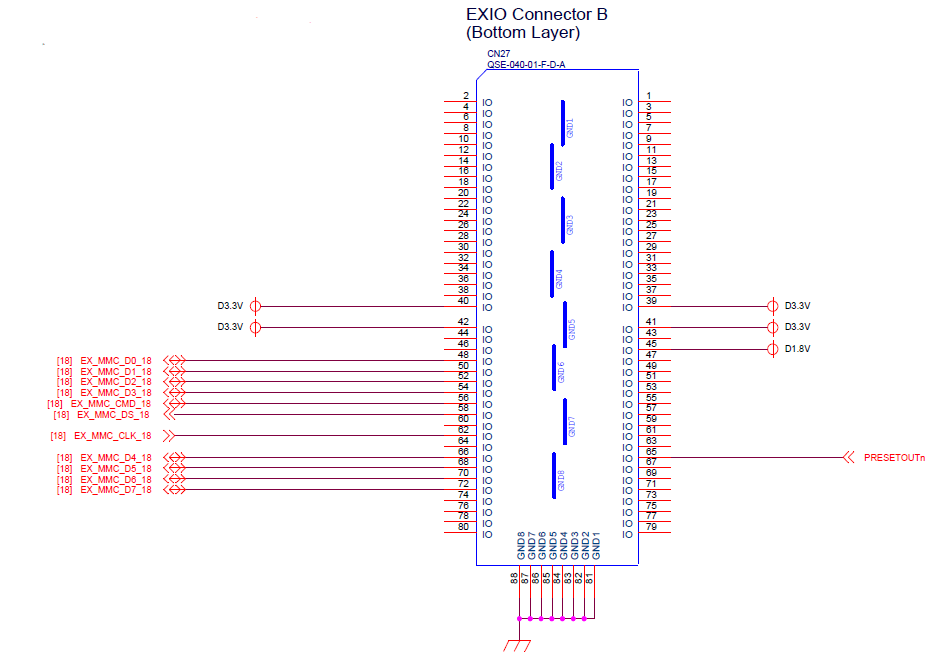 EXIO Connector B
(Bottom Layer)
CN27
QSE-040-01-F-D-A
2 IO IO 1
4 IO IO 3
6 IO IO 5
8 IO IO 7
10 IO IO 9
12 IO IO 11
14 IO IO 13
16 IO IO 15
18 IO IO 17
20 IO IO 19
22 IO IO 21
24 IO IO 23
26 IO IO 25
28 IO IO 27
30 IO IO 29
32 IO IO 31
34 IO IO 33
36 IO IO 35
38 IO IO 37
D3.3V 40 IO IO 39 D3.3V
D3.3V 42 IO IO 41 D3.3V
44 IO IO 43
46 IO IO 45 D1.8V
[18] EX_MMC_D0_18 48 IO IO 47
[18] EX_MMC_D1_18 50 IO IO 49
[18] EX_MMC_D2_18 52 IO IO 51
[18] EX_MMC_D3_18 54 IO IO 53
[18] EX_MMC_CMD_18 56 IO IO 55
[18] EX_MMC_DS_18 58 IO IO 57
60 IO IO 59
[18] EX_MMC_CLK_18 62 IO IO 61
64 IO IO 63
[18] EX_MMC_D4_18 66 IO IO 65 PRESETOUTn
[18] EX_MMC_D5_18 68 IO IO 67
[18] EX_MMC_D6_18 70 IO IO 69
[18] EX_MMC_D7_18 72 IO IO 71
74 IO IO 73
76 IO IO 75
78 IO IO 77
80 IO IO 79
GND1
GND2
GND3
GND4
GND5
GND6
GND7
GND8
GND8 GND7 GND6 GND5 GND4 GND3 GND2 GND1
88 87 86 85 84 83 82 81